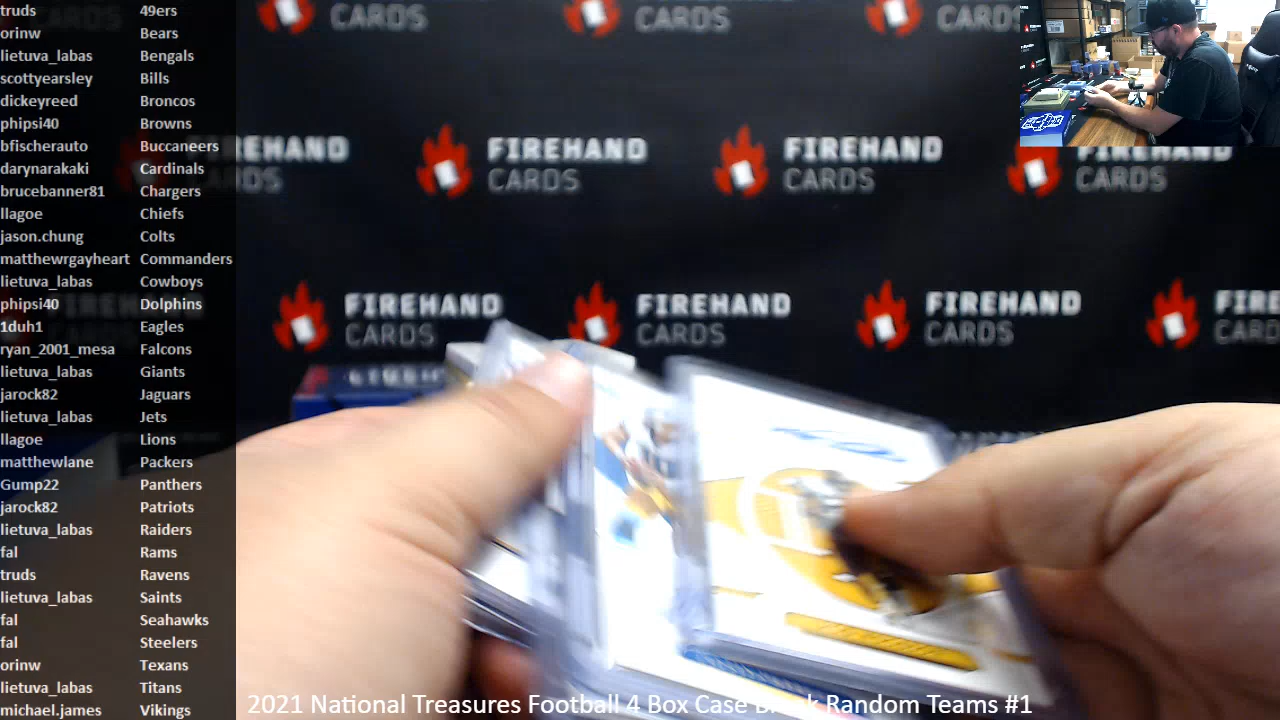 truds 49ers
orinw Bears
lietuva_labas Bengals
scottyearsley Bills
dickeyreed Broncos
phipsi40 Browns
bfischerauto Buccaneers
darynarakaki Cardinals
brucebanner81 Chargers
llagoe Chiefs
jason.chung Colts
matthewrgayheart Commanders
lietuva_labas Cowboys
phipsi40 Dolphins
1duh1 Eagles
ryan_2001_mesa Falcons
lietuva_labas Giants
jarock82 Jaguars
lietuva_labas Jets
llagoe Lions
matthewlane Packers
Gump22 Panthers
jarock82 Patriots
lietuva_labas Raiders
fal Rams
truds Ravens
lietuva_labas Saints
fal Seahawks
fal Steelers
orinw Texans
lietuva_labas Titans
michael.james Vikings
CARDS
CARDS
CARDS
FIREHAND
CARDS
FIREHAND
CARDS
FIREHAND
CARDS
FIREHAND
CARDS
FIREHAND
CARDS
FIREHAND
CARDS
FIREHAND
CARDS
2021 National Treasures Football 4 Box Case Break Random Teams #1